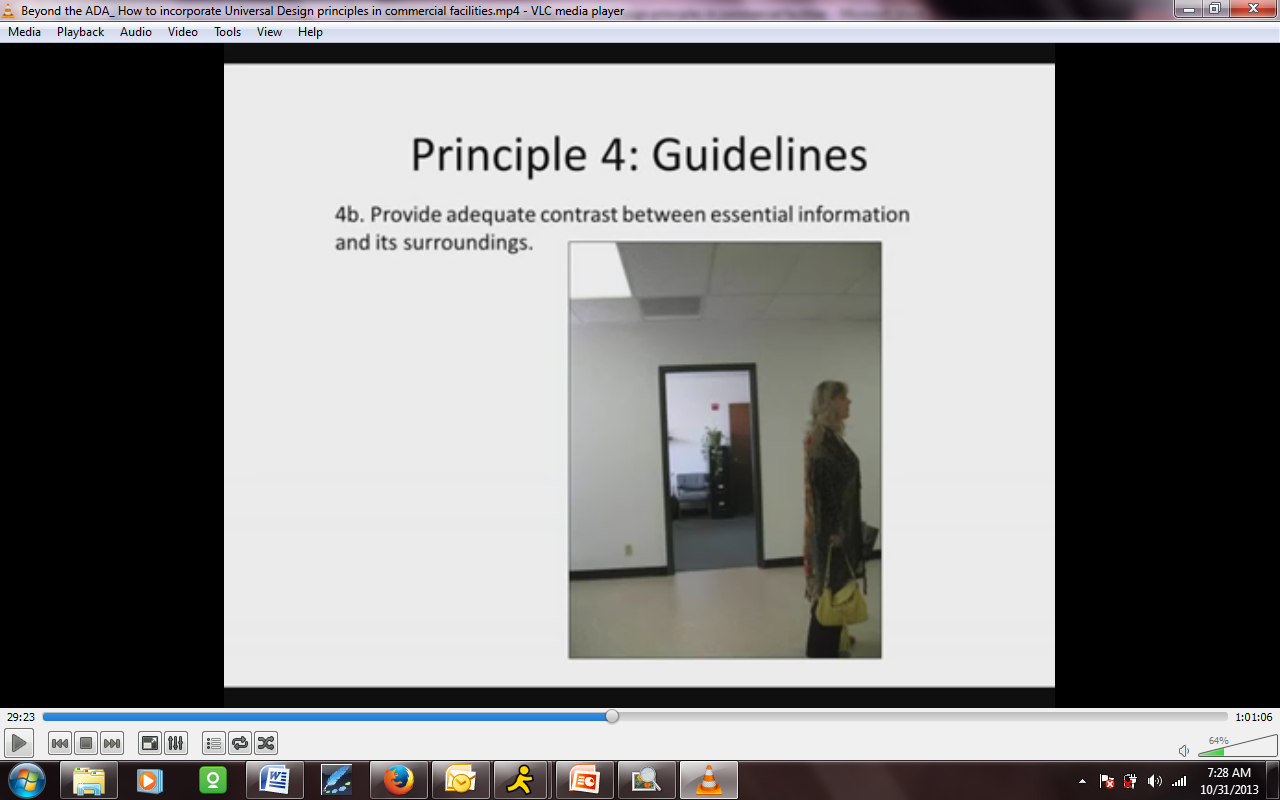 Beyond the ADA_ How to incorporate Universal Design principles in commercial facilities.mp4 - VLC media player
Media Playback Audio Video Tools View Help
Principle 4: Guidelines
4b. Provide adequate contrast between essential information
and its surroundings.
29:23
1:01:06
64%
7:28 AM
10/31/2013